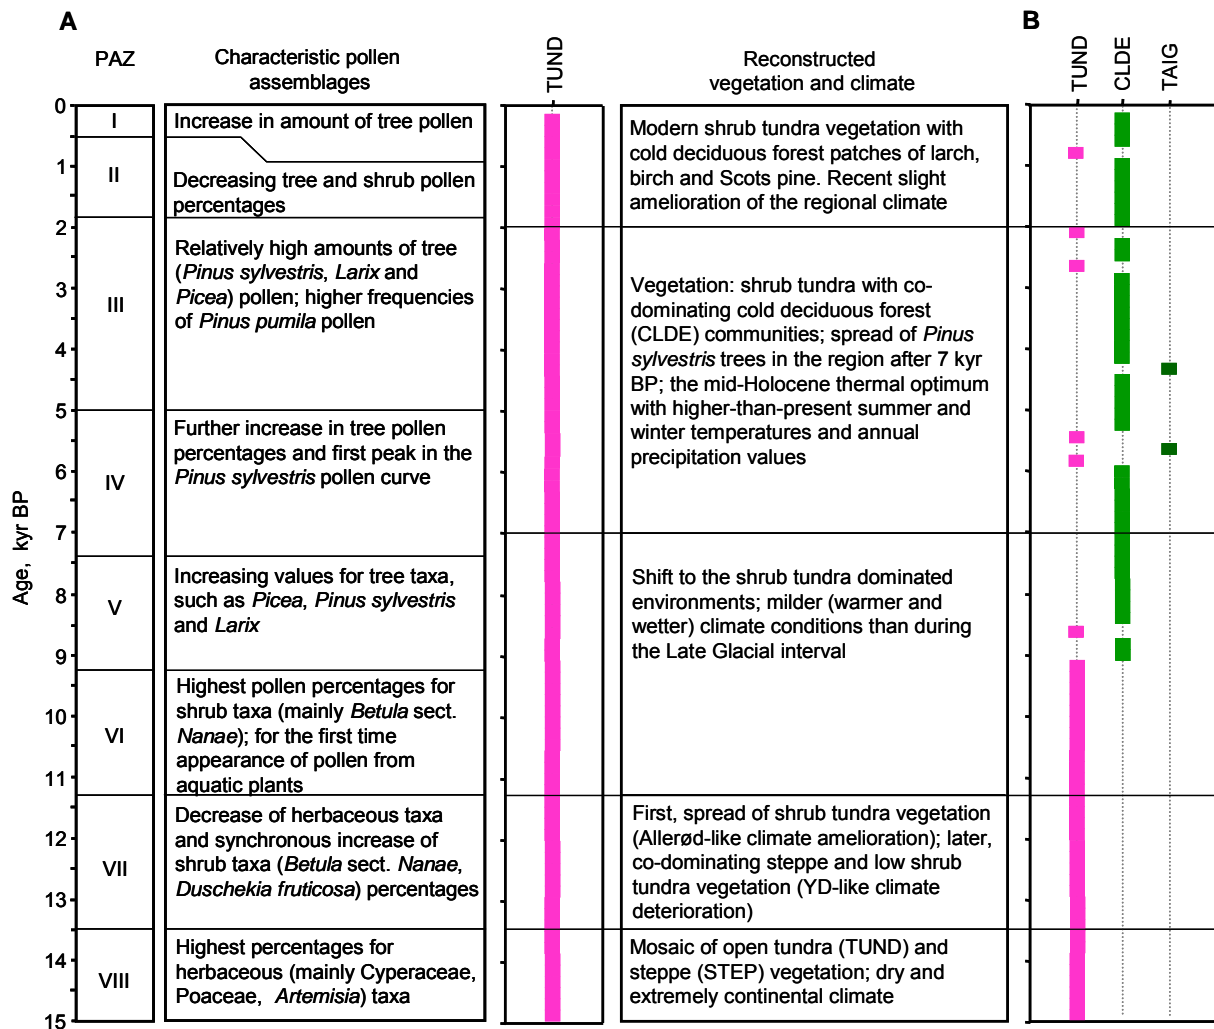 A
B
PAZ
Characteristic pollen
assemblages
TUND
Reconstructed
vegetation and climate
TUND
CLDE
TAIG
Age, kyr BP
0
1
2
3
4
5
6
7
8
9
10
11
12
13
14
15
I
II
III
IV
V
VI
VII
VIII
Increase in amount of tree pollen
Decreasing tree and shrub pollen
percentages
Relatively high amounts of tree
(Pinus sylvestris, Larix and
Picea) pollen; higher frequencies
of Pinus pumila pollen
Further increase in tree pollen
percentages and first peak in the
Pinus sylvestris pollen curve
Increasing values for tree taxa,
such as Picea, Pinus sylvestris
and Larix
Highest pollen percentages for
shrub taxa (mainly Betula sect.
Nanae); for the first time
appearance of pollen from
aquatic plants
Decrease of herbaceous taxa
and synchronous increase of
shrub taxa (Betula sect. Nanae,
Duschekia fruticosa) percentages
Highest percentages for
herbaceous (mainly Cyperaceae,
Poaceae, Artemisia) taxa
Modern shrub tundra vegetation with
cold deciduous forest patches of larch,
birch and Scots pine. Recent slight
amelioration of the regional climate
Vegetation: shrub tundra with co-
dominating cold deciduous forest
(CLDE) communities; spread of Pinus
sylvestris trees in the region after 7 kyr
BP; the mid-Holocene thermal optimum
with higher-than-present summer and
winter temperatures and annual
precipitation values
Shift to the shrub tundra dominated
environments; milder (warmer and
wetter) climate conditions than during
the Late Glacial interval
First, spread of shrub tundra vegetation
(Allerød-like climate amelioration); later,
co-dominating steppe and low shrub
tundra vegetation (YD-like climate
deterioration)
Mosaic of open tundra (TUND) and
steppe (STEP) vegetation; dry and
extremely continental climate